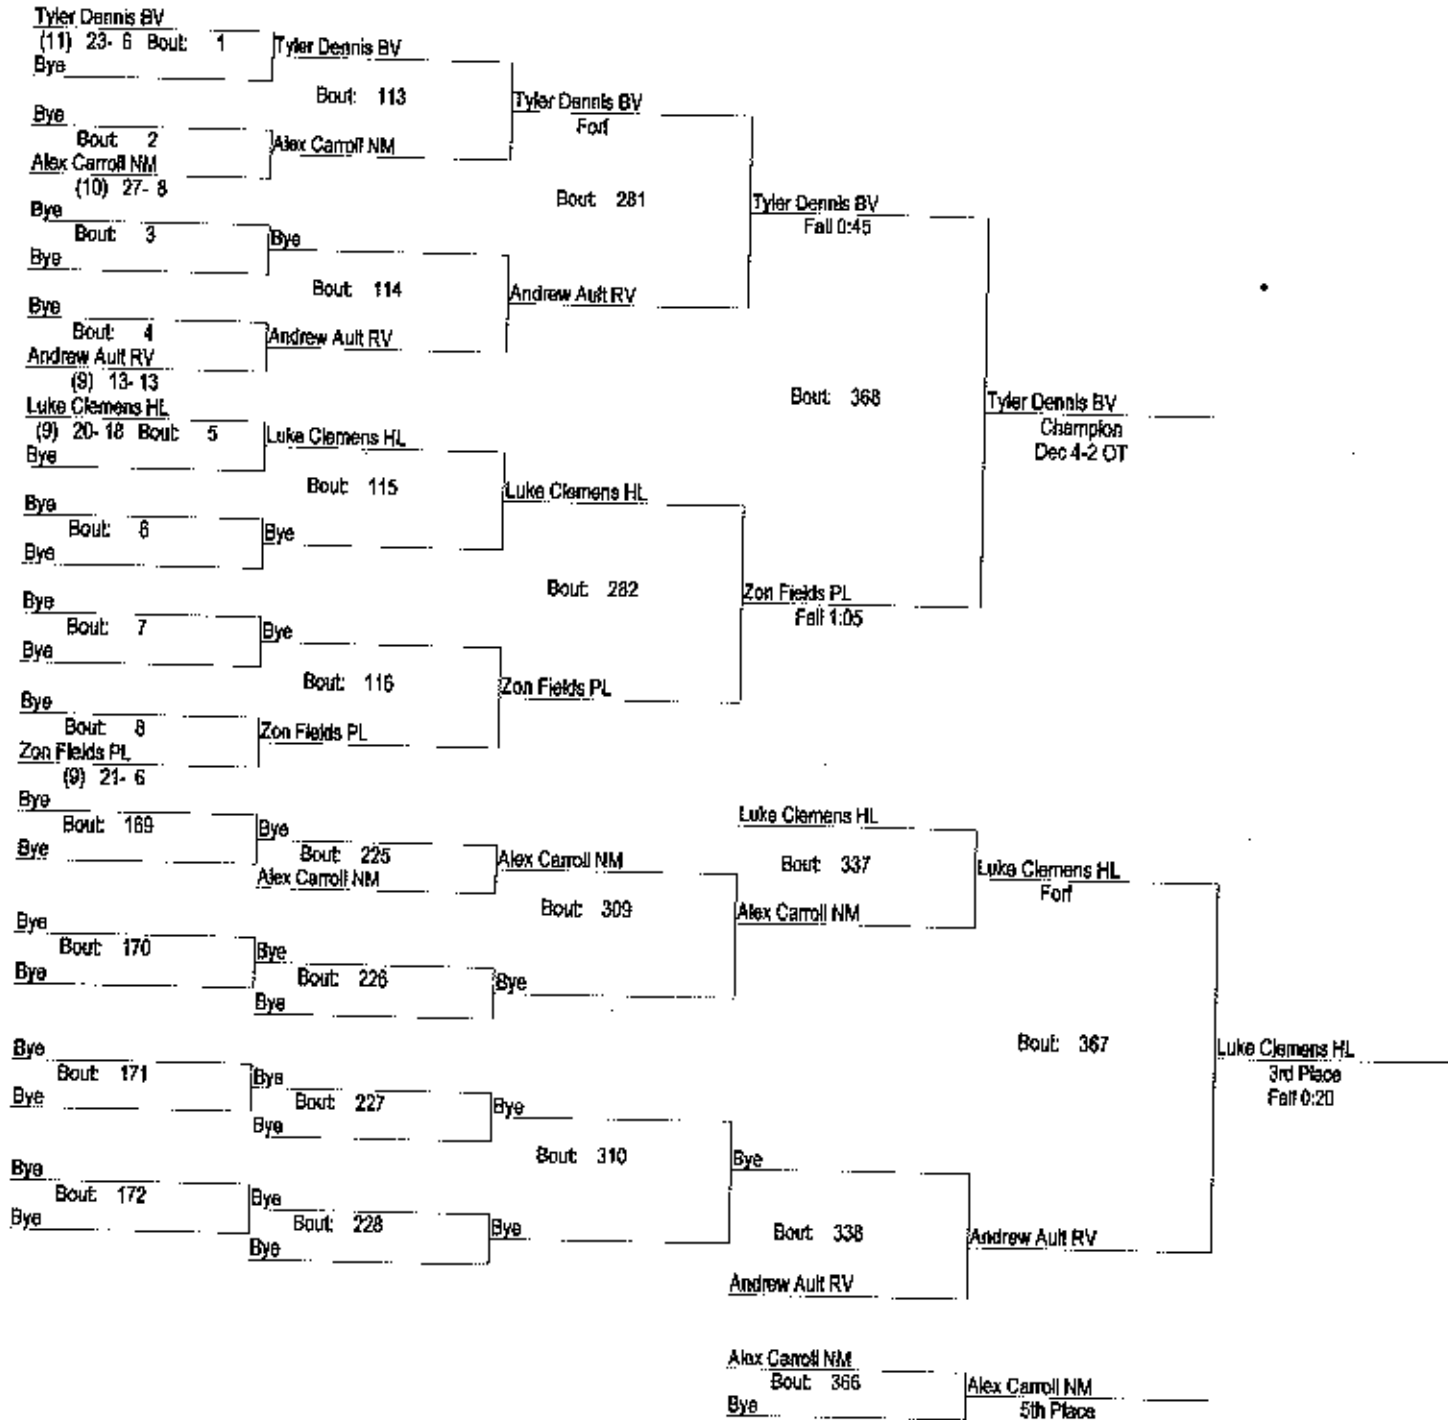 Tyler Dennis BV
(11) 23- 6 Bout: 1
Bye
Tyler Dennis BV
Bout: 113
Bye
Bout: 2
Alex Carroll NM
(10) 27- 8
Alex Carroll NM
Tyler Dennis BV
Forf
Bout: 281
Bye
Bout: 3
Bye
Bye
Bout: 114
Bye
Bout: 4
Andrew Ault RV
(9) 13- 13
Andrew Ault RV
Andrew Ault RV
Tyler Dennis BV
Fall 0:45
Bout: 368
Luke Clemens HL
(9) 20- 18 Bout: 5
Bye
Luke Clemens HL
Bout: 115
Bye
Bout: 6
Bye
Bye
Luke Clemens HL
Bout: 282
Bye
Bout: 7
Bye
Bye
Bout: 116
Bye
Bout: 8
Zon Fields PL
(9) 21- 6
Zon Fields PL
Zon Fields PL
Zon Fields PL
Fall 1:05
Tyler Dennis BV
Champion
Dec 4-2 OT
Bye
Bout: 169
Bye
Bye
Bout: 225
Alex Carroll NM
Alex Carroll NM
Bout: 309
Bye
Bout: 170
Bye
Bye
Bout: 226
Bye
Bye
Luke Clemens HL
Bout: 337
Alex Carroll NM
Luke Clemens HL
Forf
Bout: 367
Bye
Bout: 171
Bye
Bye
Bout: 227
Bye
Bye
Bout: 310
Bye
Bout: 172
Bye
Bye
Bout: 228
Bye
Bye
Bye
Bout: 338
Andrew Ault RV
Andrew Ault RV
Luke Clemens HL
3rd Place
Fall 0:20
Alex Carroll NM
Bout: 366
Bye
Alex Carroll NM
5th Place